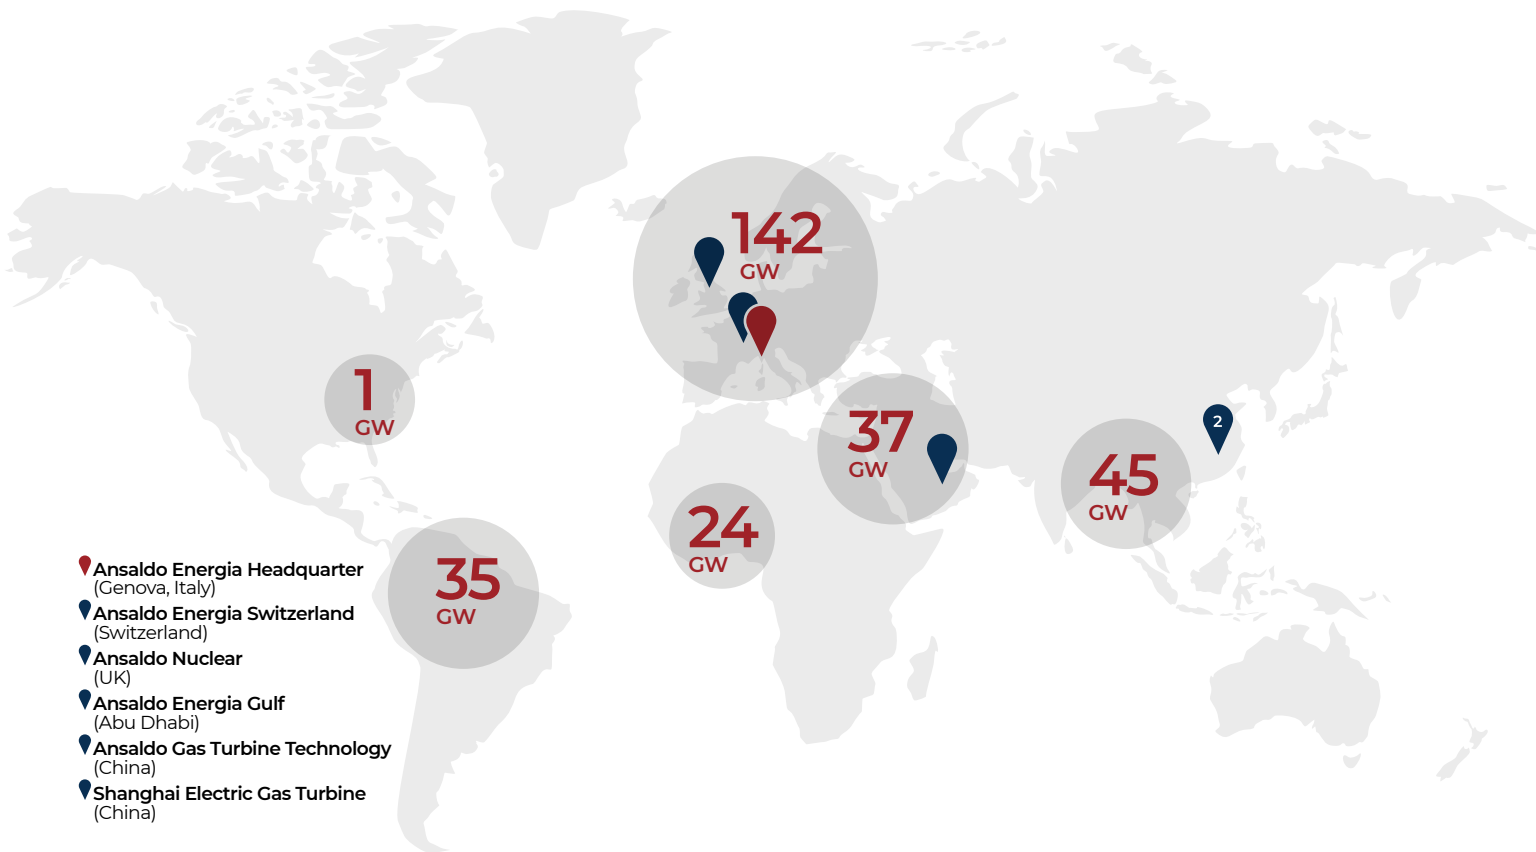 142
GW
1
GW
37
GW
2
45
GW
24
GW
35
GW
Ansaldo Energia Headquarter
(Genova, Italy)
Ansaldo Energia Switzerland
(Switzerland)
Ansaldo Nuclear
(UK)
Ansaldo Energia Gulf
(Abu Dhabi)
Ansaldo Gas Turbine Technology
(China)
Shanghai Electric Gas Turbine
(China)